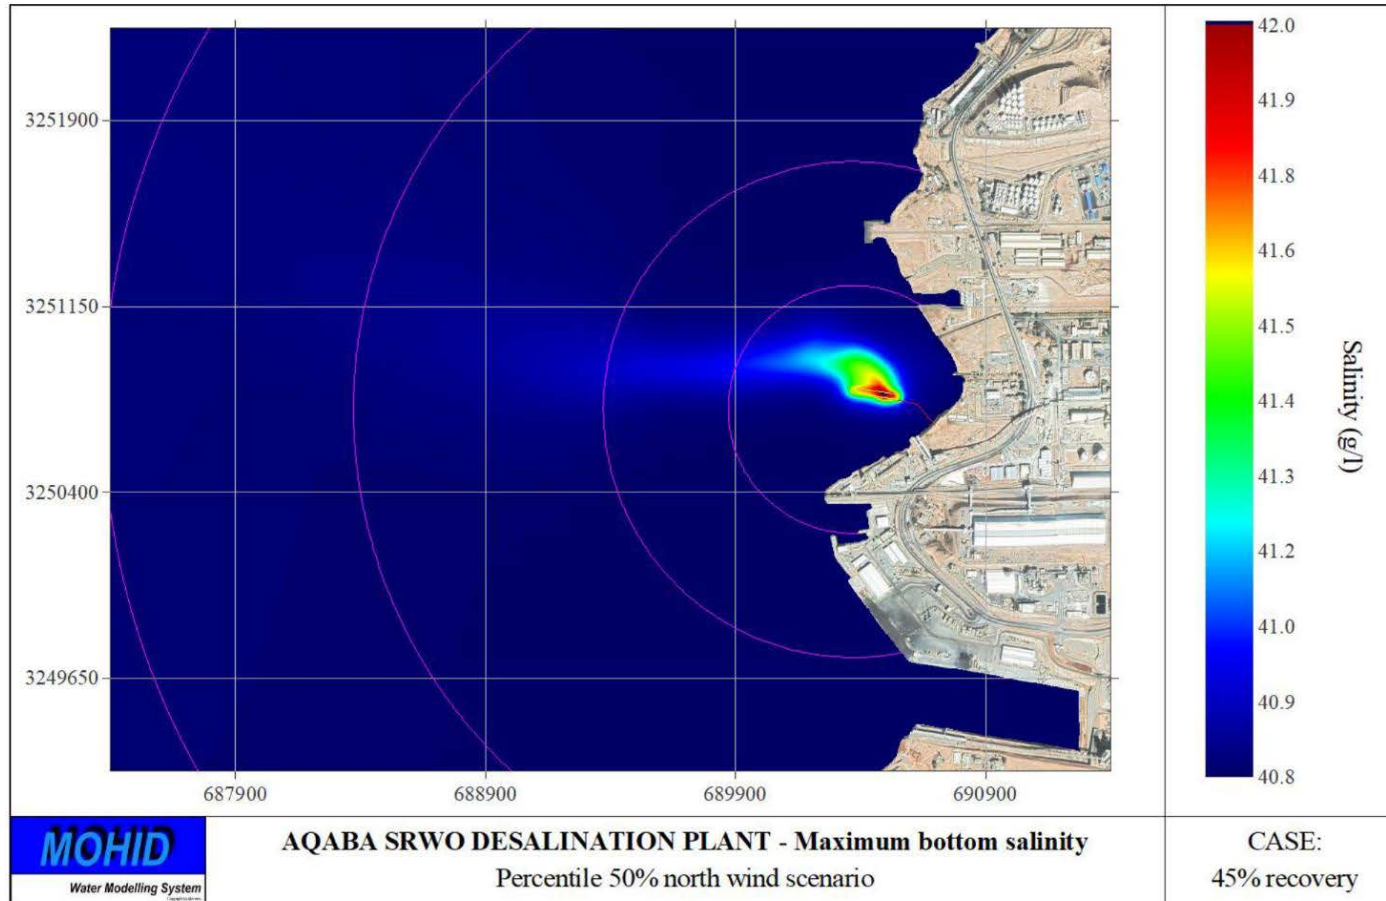 3251900
3251150
3250400
3249650
687900
688900
689900
690900
42.0
41.9
41.8
41.6
41.5
41.4
41.3
41.2
41.0
40.9
40.8
Salinity (g/l)
MOHID
Water Modelling System
AQABA SRWO DESALINATION PLANT - Maximum bottom salinity
Percentile 50% north wind scenario
CASE:
45% recovery